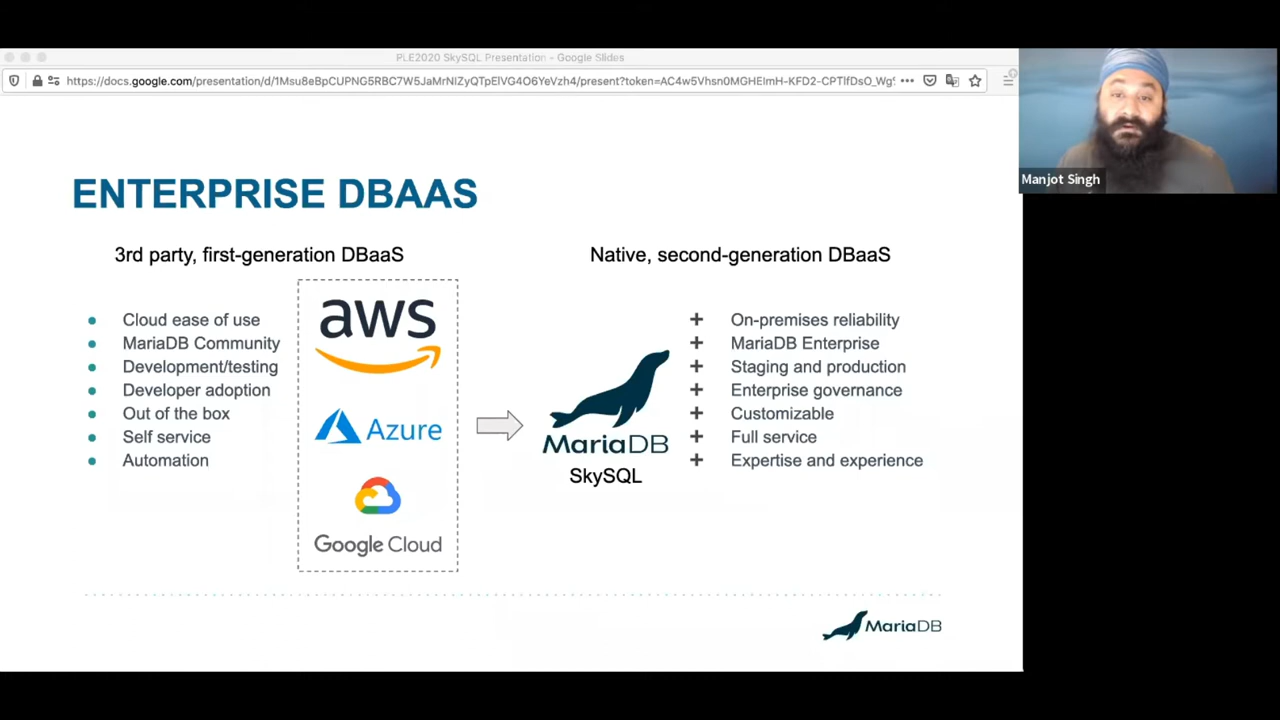 PLE2020 SkySQL Presentation - Google Slides
https://docs.google.com/presentation/d/1Msu8eBpCUPNG5RBC7W5JaMrNIZyQTpElVG4O6YeVzh4/present?token=AC4w5Vhsn0MGHEImH-KFD2-CPTlfDsO_Wg
Manjot Singh
ENTERPRISE DBAAS
3rd party, first-generation DBaaS
Native, second-generation DBaaS
• Cloud ease of use
• MariaDB Community
• Development/testing
• Developer adoption
• Out of the box
• Self service
• Automation
aws
Azure
Google Cloud
MariaDB
SkySQL
+ On-premises reliability
+ MariaDB Enterprise
+ Staging and production
+ Enterprise governance
+ Customizable
+ Full service
+ Expertise and experience
MariaDB